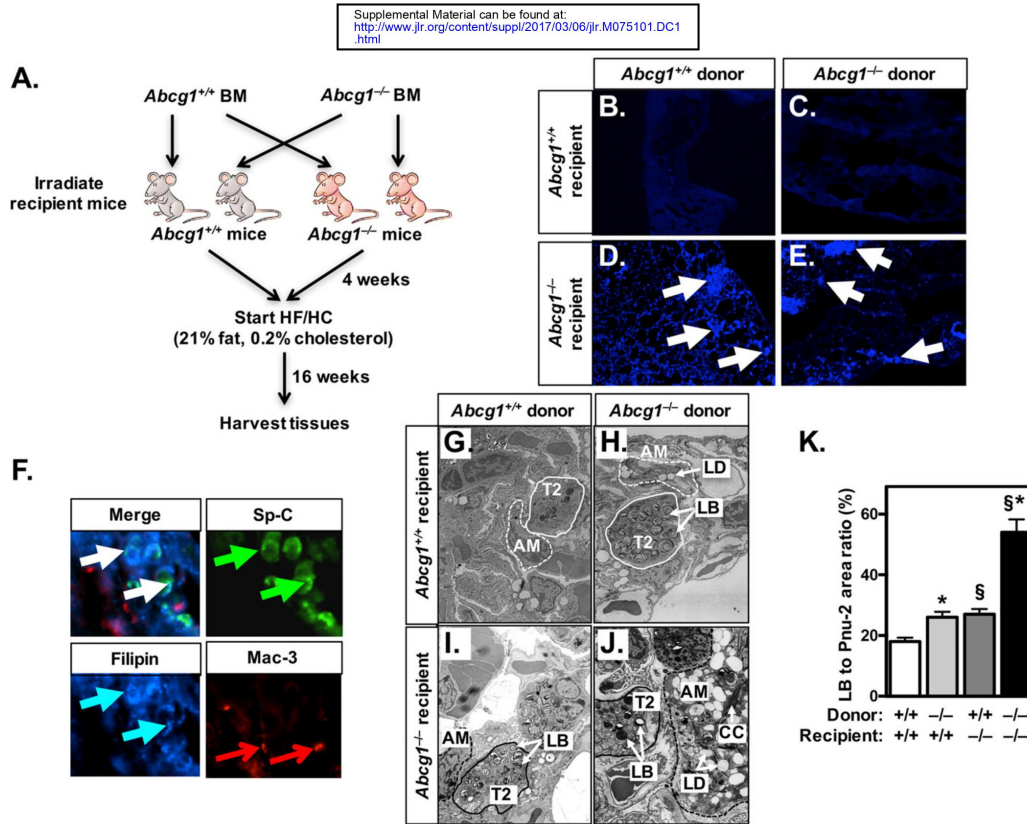 Supplemental Material can be found at:
http://www.jlr.org/content/suppl/2017/03/06/jlr.M075101.DC1
.html
A.
Abcg1+/+ BM
Abcg1–/– BM
Irradiate
recipient mice
Abcg1+/+ mice
Abcg1–/– mice
4 weeks
Start HF/HC
(21% fat, 0.2% cholesterol)
16 weeks
Harvest tissues
Abcg1+/+ donor
Abcg1–/– donor
Abcg1+/+
recipient
B.
C.
Abcg1–/–
recipient
D.
E.
F.
Merge
Sp-C
Filipin
Mac-3
Abcg1+/+ donor
Abcg1–/– donor
Abcg1+/+ recipient
G.
T2
AM
H.
AM
LD
LB
T2
Abcg1–/– recipient
I.
AM
LB
T2
J.
AM
T2
CC
LB
LD
K.
LB to Pnu-2 area ratio (%)
60
40
20
0
*
§
§*
Donor: +/+ –/– +/+ –/–
Recipient: +/+ +/+ –/– –/–